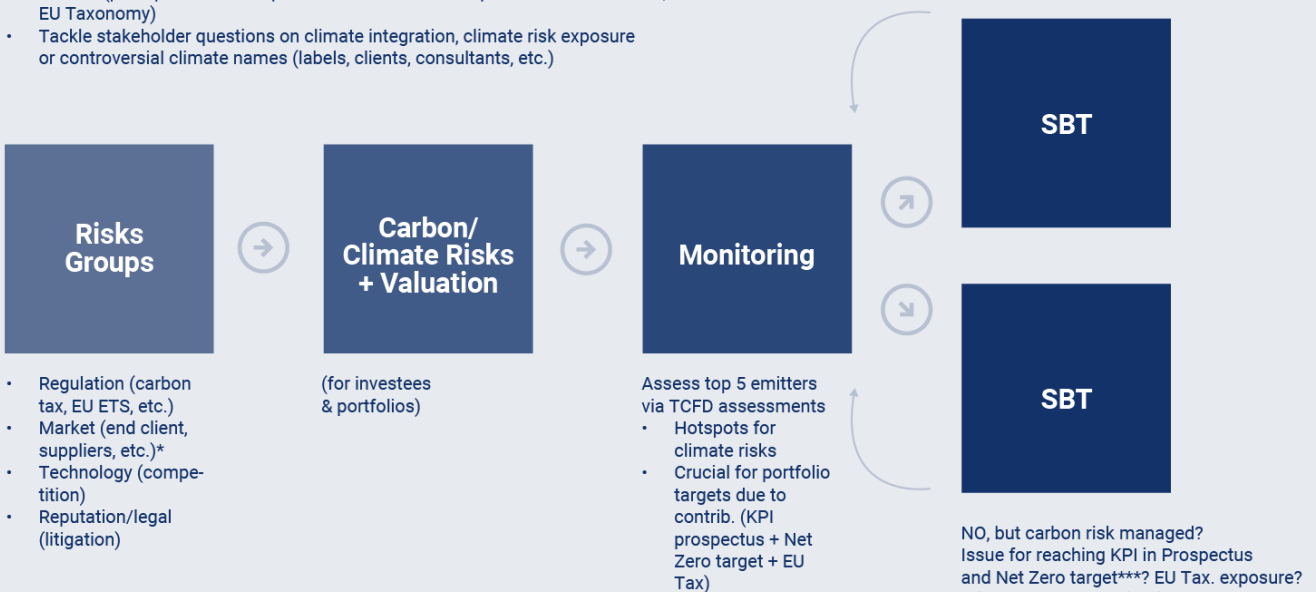 EU Taxonomy)
• Tackle stakeholder questions on climate integration, climate risk exposure
or controversial climate names (labels, clients, consultants, etc.)
SBT
Risks
Groups
Carbon/
Climate Risks
+ Valuation
Monitoring
SBT
• Regulation (carbon
tax, EU ETS, etc.)
• Market (end client,
suppliers, etc.)*
• Technology (compe-
tition)
• Reputation/legal
(litigation)
(for investees
& portfolios)
Assess top 5 emitters
via TCFD assessments
• Hotspots for
climate risks
• Crucial for portfolio
targets due to
contrib. (KPI
prospectus + Net
Zero target + EU
Tax)
NO, but carbon risk managed?
Issue for reaching KPI in Prospectus
and Net Zero target***? EU Tax. exposure?